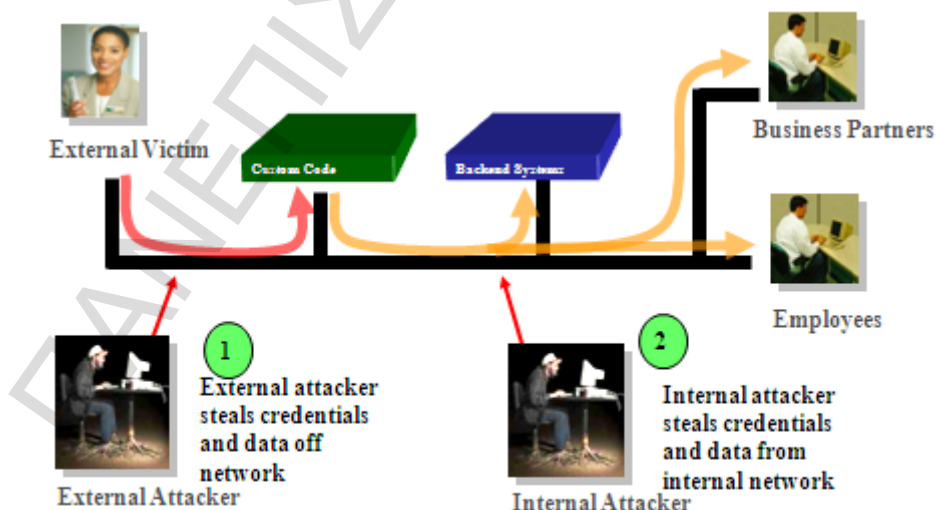 ΠΑΝΕΠΙΣ
External Victim
Custom Code
Backend Systems
Business Partners
Employees
1
External attacker
steals credentials
and data off
network
External Attacker
2
Internal attacker
steals credentials
and data from
internal network
Internal Attacker